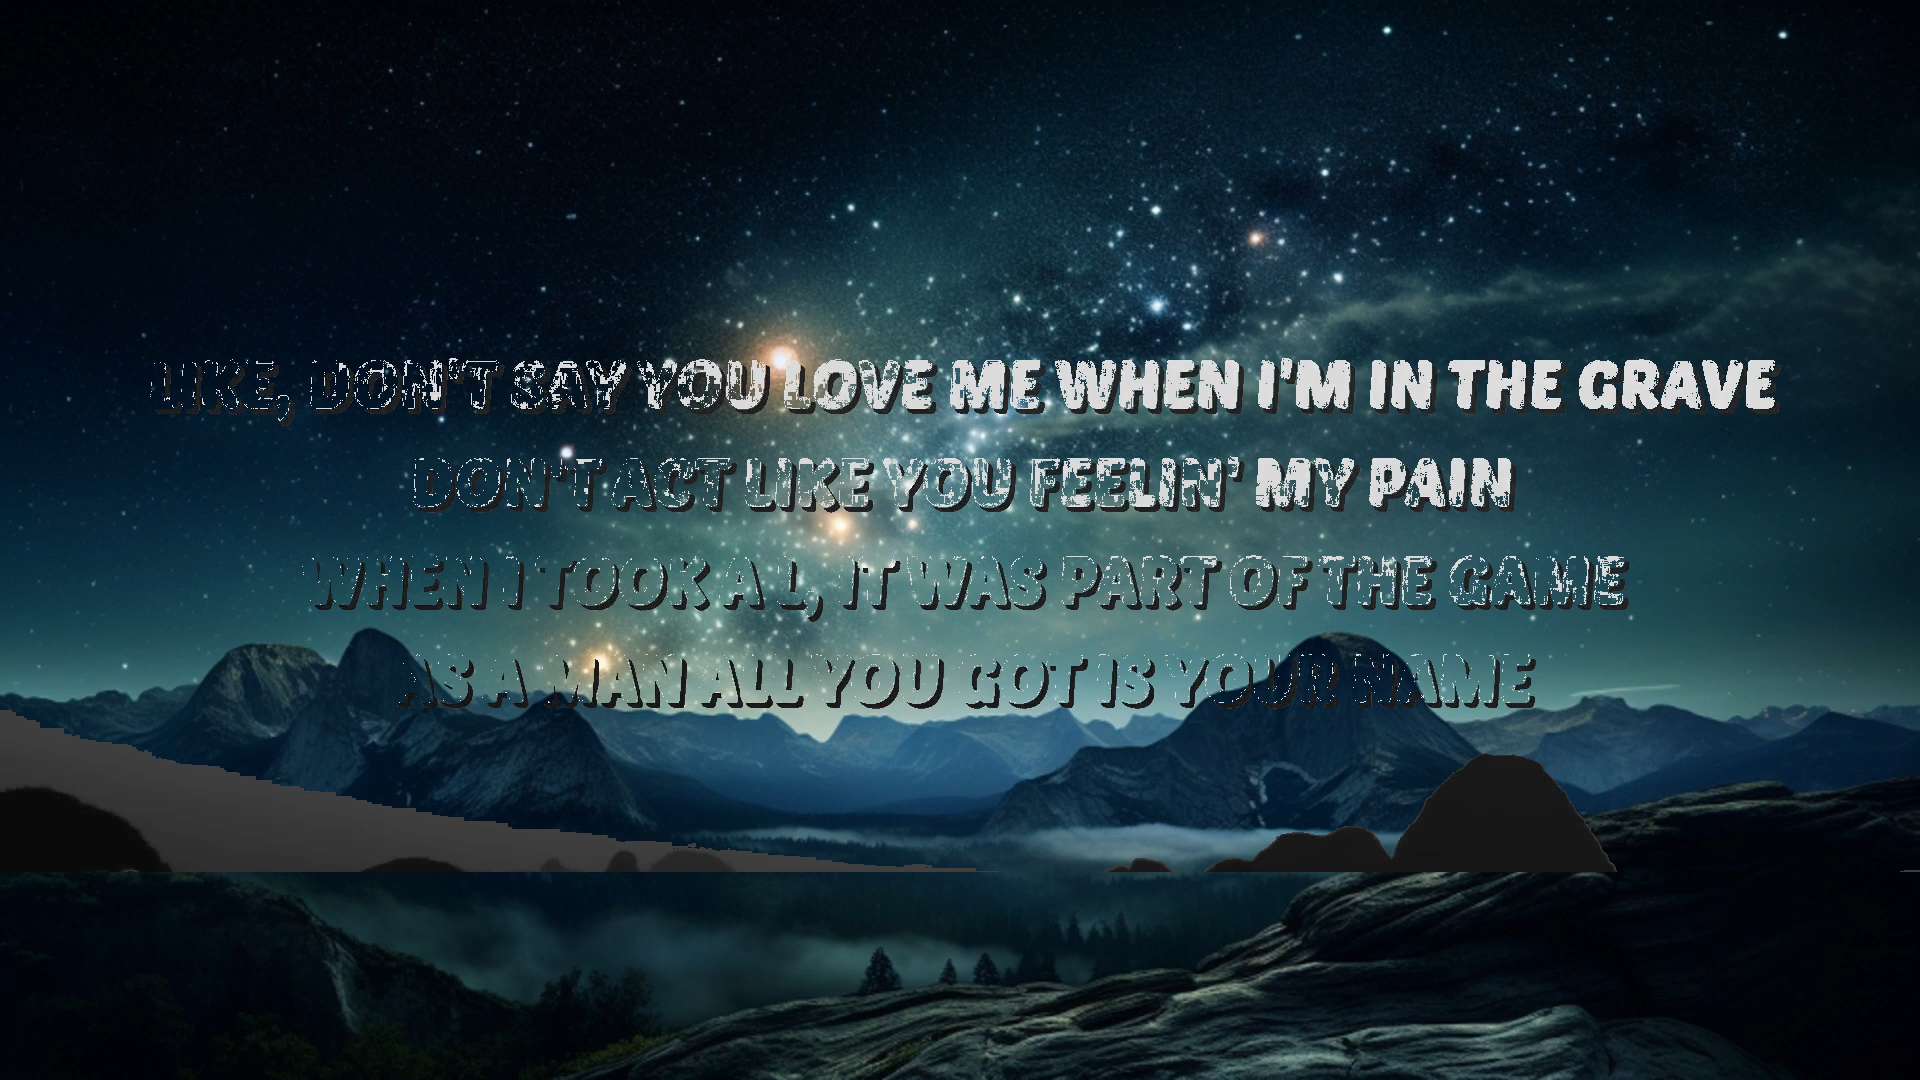 LIKE, DON'T SAY YOU LOVE ME WHEN I'M IN THE GRAVE
DON'T ACT LIKE YOU FEELIN' MY PAIN
WHEN I TOOK A L, IT WAS PART OF THE GAME
AS A MAN ALL YOU GOT IS YOUR NAME